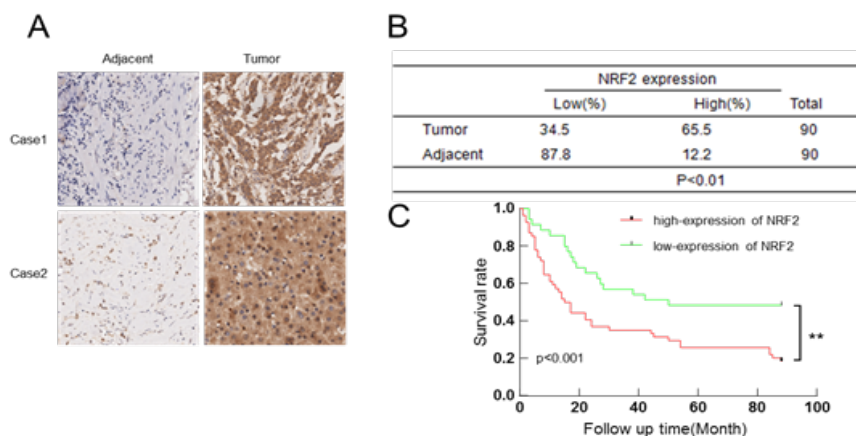 A
Adjacent Tumor
Case1
Case2
B
NRF2 expression
Low(%) High(%) Total
Tumor 34.5 65.5 90
Adjacent 87.8 12.2 90
P<0.01
C
high-expression of NRF2
low-expression of NRF2
Survival rate
1.0
0.8
0.6
0.4
0.2
0.0
p<0.001
**
0 20 40 60 80 100
Follow up time(Month)